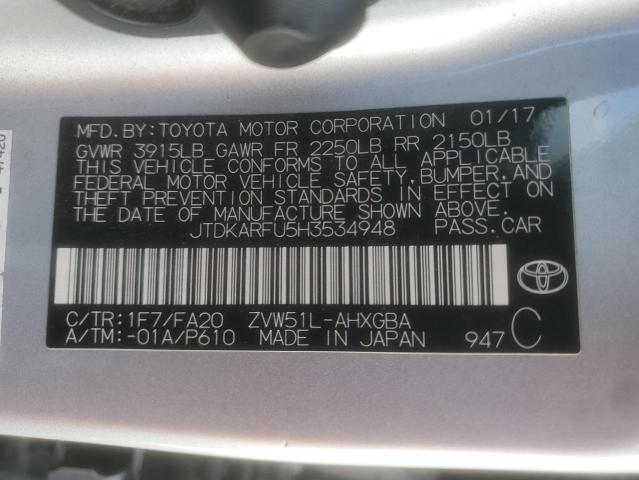 MFD. BY: TOYOTA MOTOR CORPORATION 01/17
GVWR 3915LB GAWR FR 2250LB RR 2150LB
THIS VEHICLE CONFORMS TO ALL APPLICABLE
FEDERAL MOTOR VEHICLE SAFETY, BUMPER, AND
THEFT PREVENTION STANDARDS IN EFFECT ON
THE DATE OF MANUFACTURE SHOWN ABOVE.
JTDKARFU5H3534948 PASS. CAR
C/TR: 1F7/FA20 ZVW51L-AHXGBA
A/TM: -01A/P610 MADE IN JAPAN 947 C